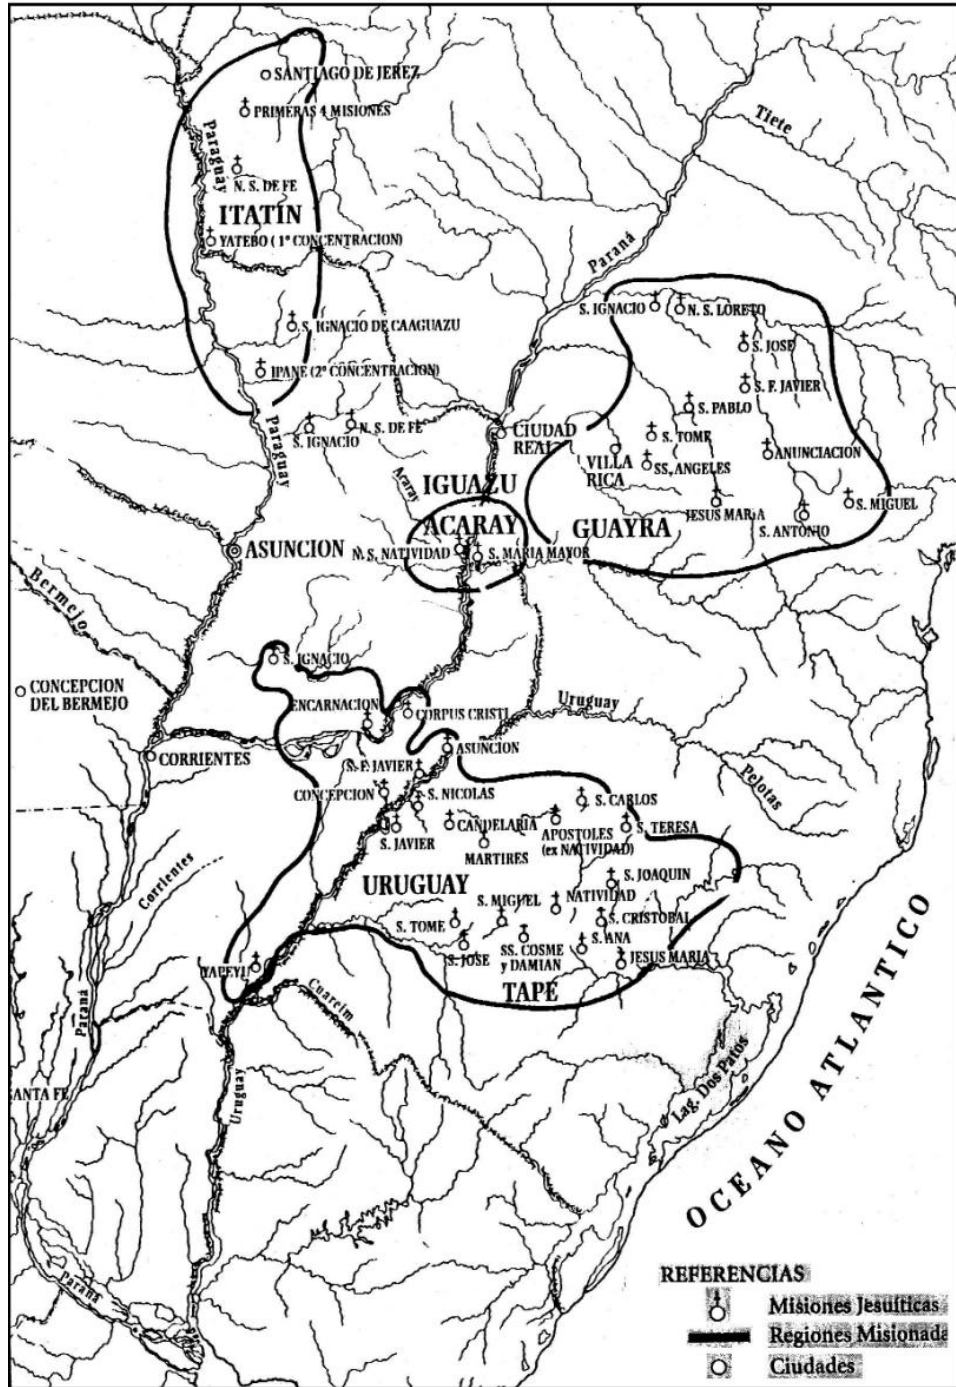 SANTIAGO DE JEREZ
PRIMERAS 4 MISIONES
Tiete
Paraguay
N. S. DE FE
ITATIN
YATEBO ( 1º CONCENTRACION)
Paraná
S. IGNACIO
N. S. LORETO
S. IGNACIO DE CAAGUAZU
S. JOSE
IPANE (2º CONCENTRACION)
S. F. JAVIER
S. PABLO
Paraguay
S. IGNACIO
N. S. DE FE
CIUDAD
REAL
S. TOME
VILLA
RICA
SS. ANGELES
ANUNCIACION
Acaray
IGUAZU
ACARAY
GUAYRA
JESUS MARIA
S. ANTONIO
S. MIGUEL
ASUNCION
N. S. NATIVIDAD
S. MARIA MAYOR
Bermejo
S. IGNACIO
CONCEPCION
DEL BERMEJO
ENCARNACION
CORPUS CRISTI
Uruguay
CORRIENTES
ASUNCION
S. F. JAVIER
Pelotas
CONCEPCION
S. NICOLAS
S. CARLOS
S. JAVIER
CANDELARIA
MARTIRES
APOSTOLES
(ex NATIVIDAD)
S. TERESA
Corrientes
URUGUAY
S. JOAQUIN
S. MIGUEL
NATIVIDAD
S. TOME
S. CRISTOBAL
S. JOSE
SS. COSME
y DAMIAN
S. ANA
YAPEYU
JESUS MARIA
TAPE
Paraná
Cuareim
Uruguay
ANTA FE
Lag. Dos Patos
OCEANO ATLANTICO
Paraná
REFERENCIAS
Misiones Jesuíticas
Regiones Misionada
Ciudades